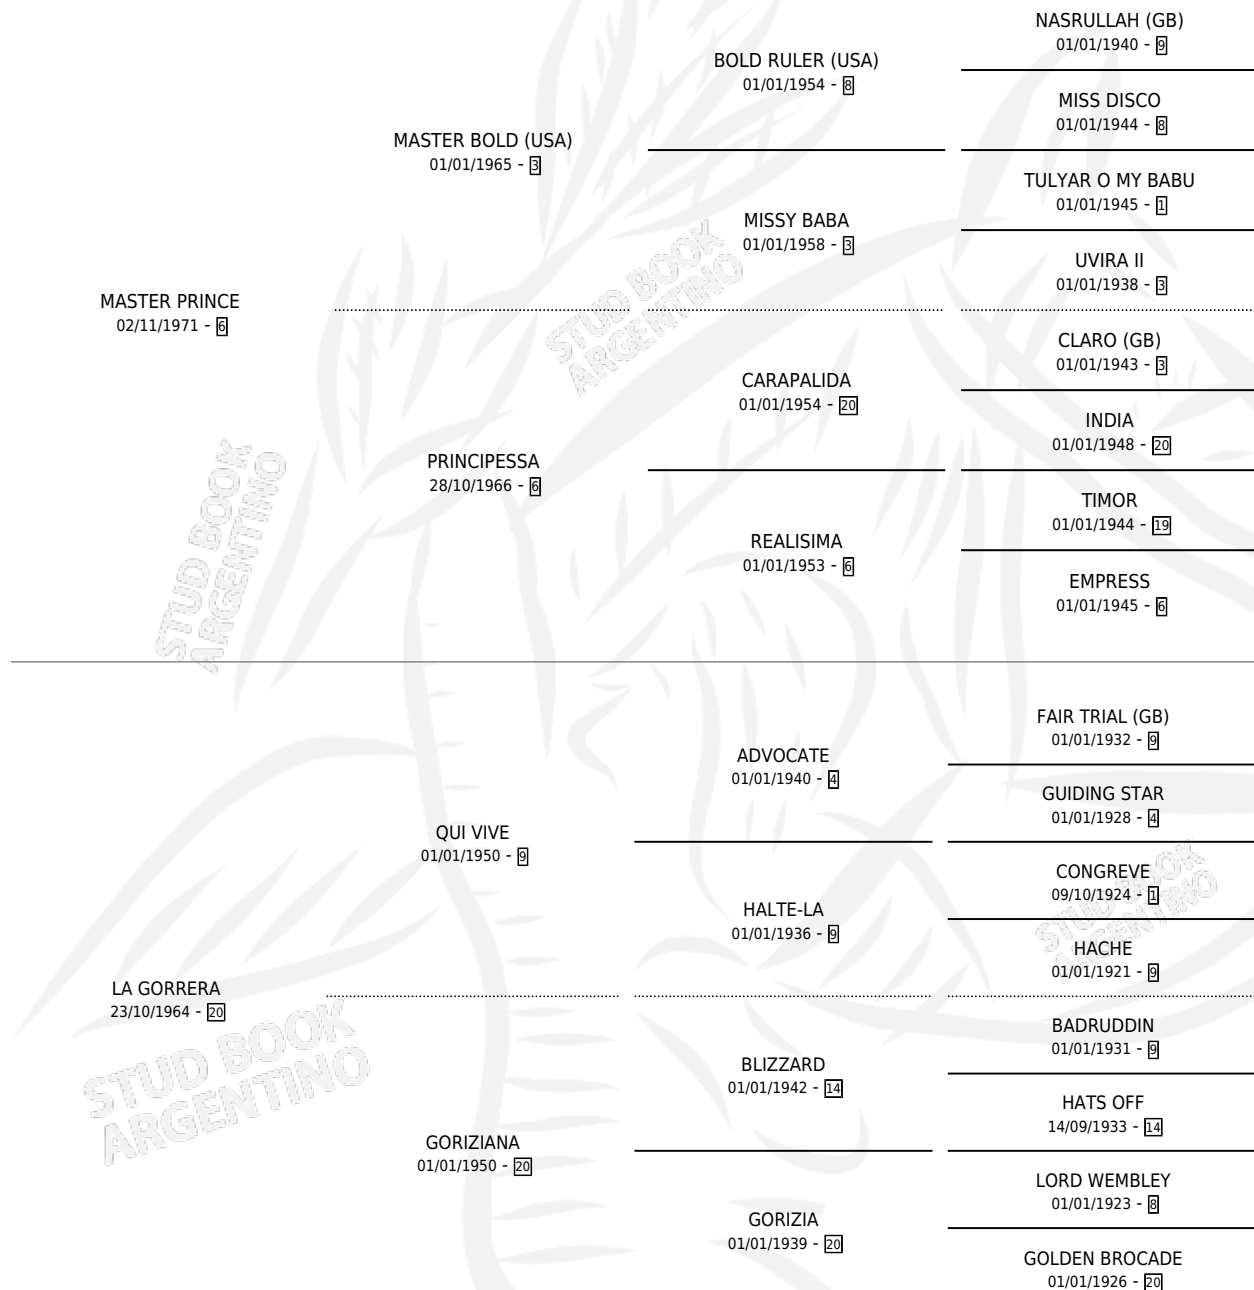 NASRULLAH (GB)
01/01/1940 - 9
BOLD RULER (USA)
01/01/1954 - 8
MISS DISCO
01/01/1944 - 8
MASTER BOLD (USA)
01/01/1965 - 3
TULYAR O MY BABU
01/01/1945 - 1
MISSY BABA
01/01/1958 - 3
UVIRA II
01/01/1938 - 3
MASTER PRINCE
02/11/1971 - 6
CLARO (GB)
01/01/1943 - 3
CARAPALIDA
01/01/1954 - 20
INDIA
01/01/1948 - 20
PRINCIPESSA
28/10/1966 - 6
TIMOR
01/01/1944 - 19
REALISIMA
01/01/1953 - 6
EMPRESS
01/01/1945 - 6
STUD BOOK
ARGENTINO
STUD BOOK
ARGENTINO
FAIR TRIAL (GB)
01/01/1932 - 9
ADVOCATE
01/01/1940 - 4
GUIDING STAR
01/01/1928 - 4
QUI VIVE
01/01/1950 - 9
CONGREVE
09/10/1924 - 1
HALTE-LA
01/01/1936 - 9
HACHE
01/01/1921 - 9
LA GORRERA
23/10/1964 - 20
BADRUDDIN
01/01/1931 - 9
BLIZZARD
01/01/1942 - 14
HATS OFF
14/09/1933 - 14
GORIZIANA
01/01/1950 - 20
LORD WEMBLEY
01/01/1923 - 8
GORIZIA
01/01/1939 - 20
GOLDEN BROCADE
01/01/1926 - 20
STUD BOOK
ARGENTINO
STUD BOOK
ARGENTINO